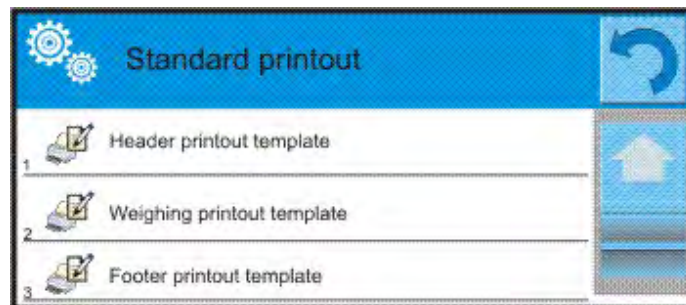 Standard printout
1 Header printout template
2 Weighing printout template
3 Footer printout template